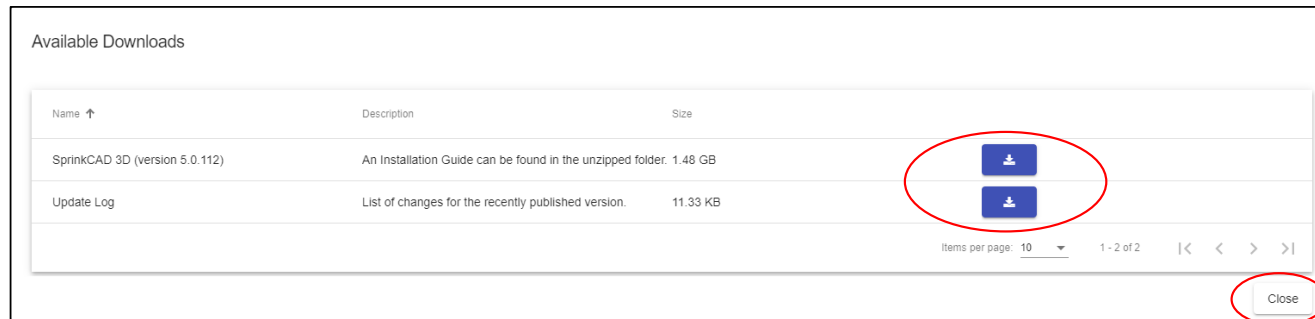 Available Downloads
Name Description Size
SprinkCAD 3D (version 5.0.112) An Installation Guide can be found in the unzipped folder. 1.48 GB
Update Log List of changes for the recently published version. 11.33 KB
Items per page: 10 1 - 2 of 2
Close